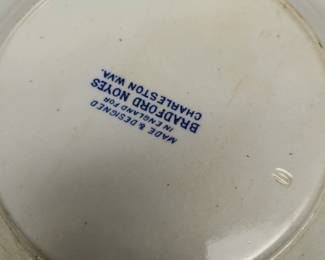 MADE & DESIGNED
IN ENGLAND FOR
BRADFORD NOYES
CHARLESTON W.VA.